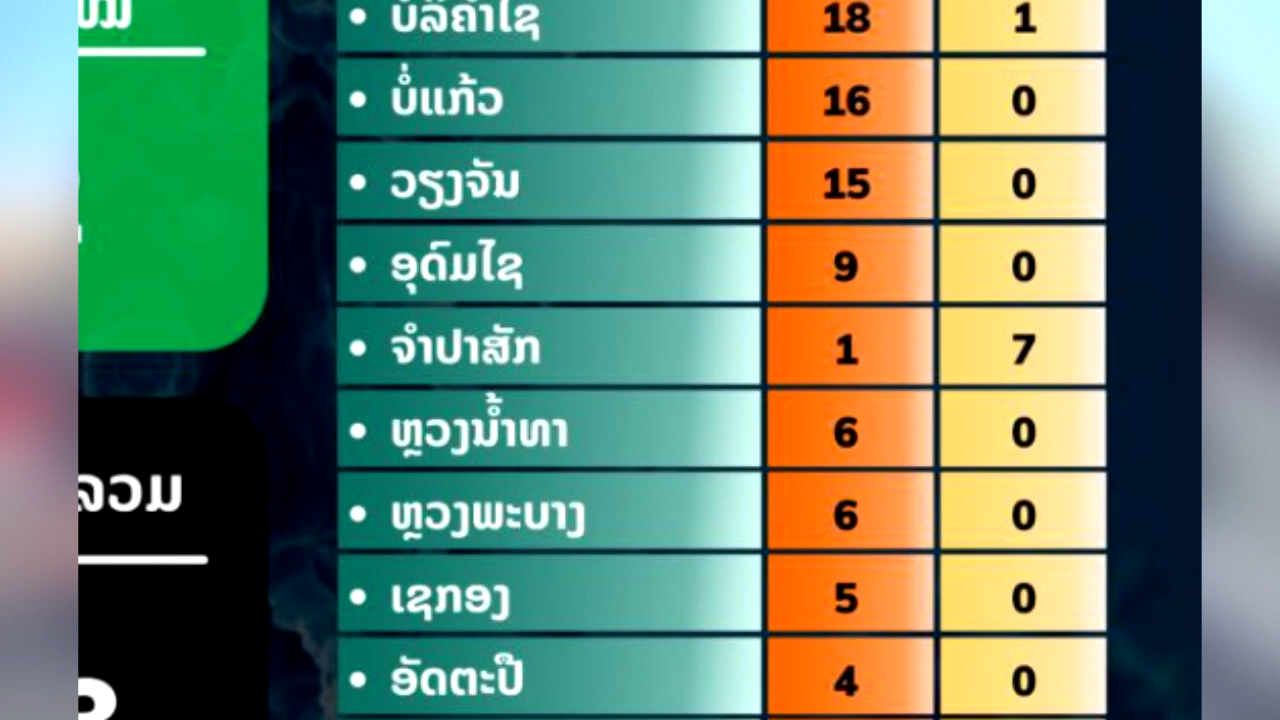 • ບໍລິຄຳໄຊ 18 1
• ບໍ່ແກ້ວ 16 0
• ວຽງຈັນ 15 0
• ອຸດົມໄຊ 9 0
• ຈຳປາສັກ 1 7
• ຫຼວງນ້ຳທາ 6 0
• ຫຼວງພະບາງ 6 0
• ເຊກອງ 5 0
• ອັດຕະປື 4 0
ລວມ